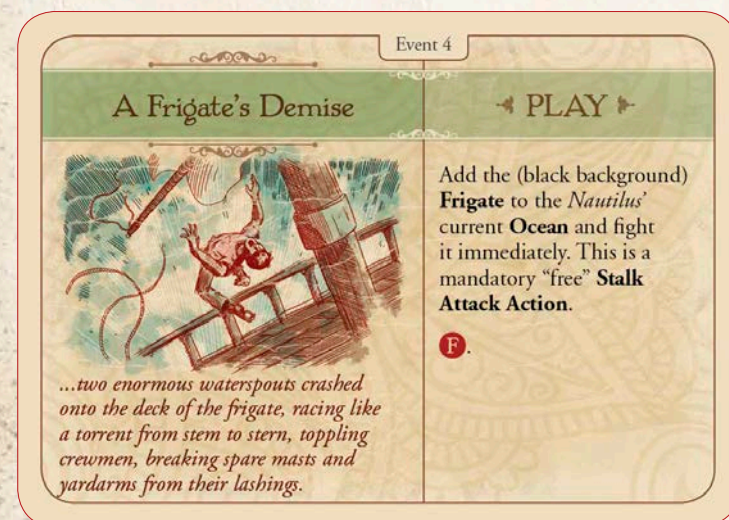 Event 4
A Frigate's Demise
PLAY
...two enormous waterspouts crashed
onto the deck of the frigate, racing like
a torrent from stem to stern, toppling
crewmen, breaking spare masts and
yardarms from their lashings.
Add the (black background)
Frigate to the Nautilus'
current Ocean and fight
it immediately. This is a
mandatory “free” Stalk
Attack Action.
F.